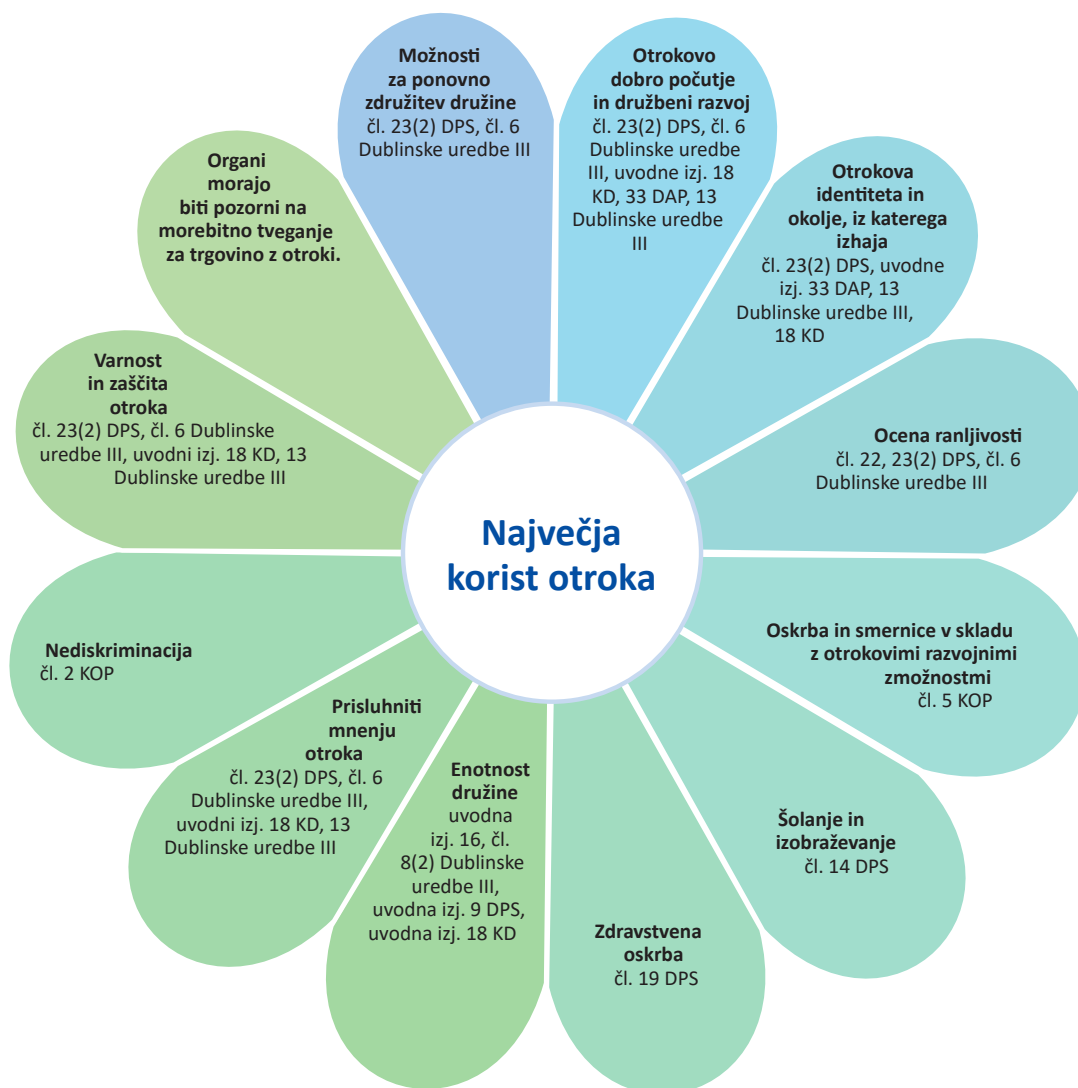 Možnosti
za ponovno
združitev družine
čl. 23(2) DPS, čl. 6
Dublinske uredbe III
Otrokovo
dobro počutje
in družbeni razvoj
čl. 23(2) DPS, čl. 6
Dublinske uredbe
III, uvodne izj. 18
KD, 33 DAP, 13
Dublinske uredbe
III
Otrokova
identiteta in
okolje, iz katerega
izhaja
čl. 23(2) DPS, uvodne
izj. 33 DAP, 13
Dublinske uredbe III,
18 KD
Ocena ranljivosti
čl. 22, 23(2) DPS, čl. 6
Dublinske uredbe III
Oskrba in smernice v skladu
z otrokovimi razvojnimi
zmožnostmi
čl. 5 KOP
Šolanje in
izobraževanje
čl. 14 DPS
Zdravstvena
oskrba
čl. 19 DPS
Enotnost
družine
uvodna
izj. 16, čl.
8(2) Dublinske
uredbe III,
uvodna izj. 9 DPS,
uvodna izj. 18 KD
Prisluhniti
mnenju
otroka
čl. 23(2) DPS, čl. 6
Dublinske uredbe III,
uvodni izj. 18 KD, 13
Dublinske uredbe III
Nediskriminacija
čl. 2 KOP
Varnost
in zaščita
otroka
čl. 23(2) DPS, čl. 6 Dublinske
uredbe III, uvodni izj. 18 KD, 13
Dublinske uredbe III
Organi
morajo
biti pozorni na
morebitno tveganje
za trgovino z otroki.
Največja
korist otroka